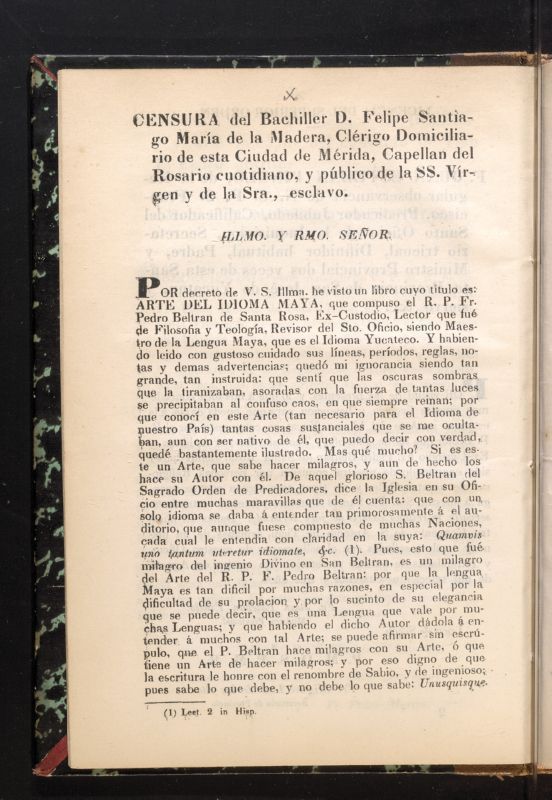 X
CENSURA del Bachiller D. Felipe Santia-
go María de la Madera, Clérigo Domicilia-
rio de esta Ciudad de Mérida, Capellan del
Rosario cuotidiano, y público de la SS. Vír-
gen y de la Sra., esclavo.
ILLMO. Y RMO. SEÑOR.
POR decreto de V. S. Illma. he visto un libro cuyo titulo es:
ARTE DEL IDIOMA MAYA, que compuso el R. P. Fr.
Pedro Beltran de Santa Rosa, Ex-Custodio, Lector que fué
de Filosofia y Teología, Revisor del Sto. Oficio, siendo Maes-
tro de la Lengua Maya, que es el Idioma Yucateco. Y habien-
do leido con gustoso cuidado sus líneas, períodos, reglas, no-
tas y demas advertencias; quedó mi ignorancia siendo tan
grande, tan instruida: que sentí que las oscuras sombras
que la tiranizaban, asoradas con la fuerza de tantas luces
se precipitaban al confuso caos, en que siempre reinan; por
que conocí en este Arte (tan necesario para el Idioma de
nuestro País) tantas cosas sustanciales que se me oculta-
ban, aun con ser nativo de él, que puedo decir con verdad,
quedé bastantemente ilustrado. Mas qué mucho? Si es es-
te un Arte, que sabe hacer milagros, y aun de hecho los
hace su Autor con él. De aquel glorioso S. Beltran del
Sagrado Orden de Predicadores, dice la Iglesia en su Ofi-
cio entre muchas maravillas que de él cuenta: que con un
solo idioma se daba á entender tan primorosamente á el au-
ditorio, que aunque fuese compuesto de muchas Naciones,
cada cual le entendia con claridad en la suya: Quamvis
uno tantum uteretur idiomate, &c. (1). Pues, esto que fué
milagro del ingenio Divino en San Beltran, es un milagro
del Arte del R. P. F. Pedro Beltran: por que la lengua
Maya es tan dificil por muchas razones, en especial por la
dificultad de su prolacion y por lo sucinto de su elegancia
que se puede decir, que es una Lengua que vale por mu-
chas Lenguas; y que habiendo el dicho Autor dádola á en-
tender á muchos con tal Arte; se puede afirmar sin escrú-
pulo, que el P. Beltran hace milagros con su Arte, ó que
tiene un Arte de hacer milagros; y por eso digno de que
la escritura le honre con el renombre de Sabio, y de ingenioso;
pues sabe lo que debe, y no debe lo que sabe: Unusquisque
(1) Lect. 2 in Hisp.